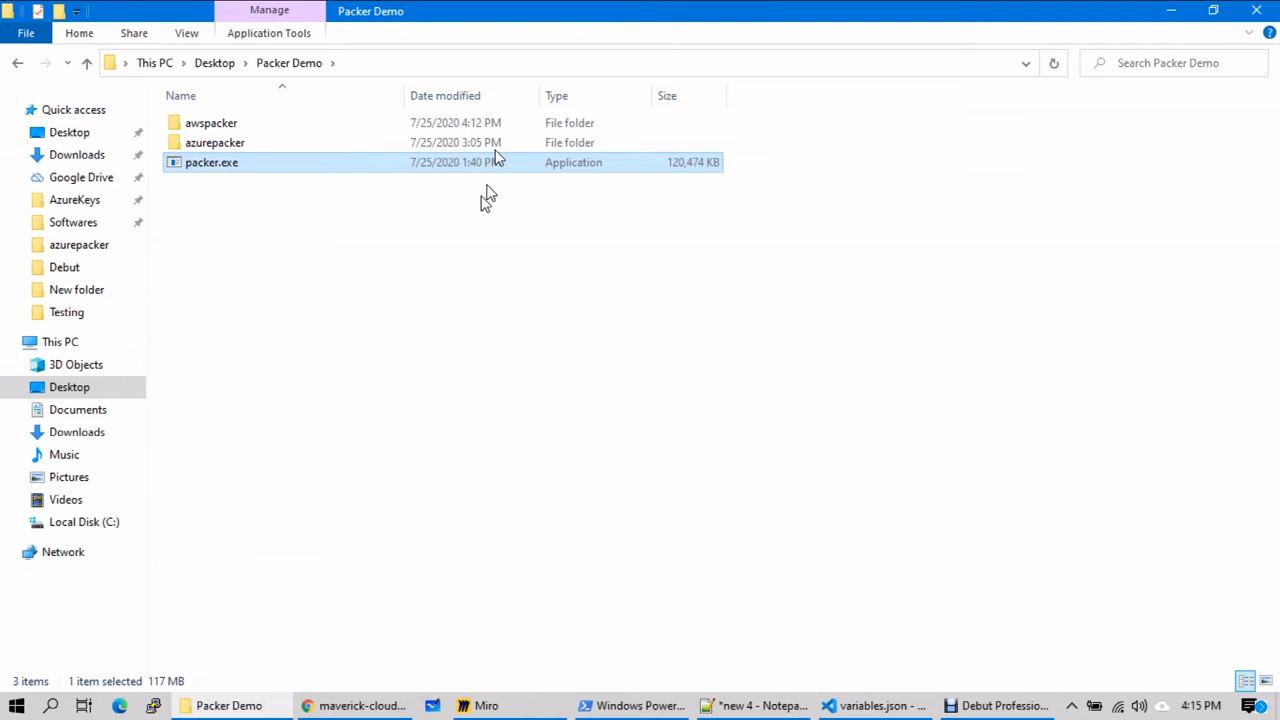 Manage
Packer Demo
File
Home
Share
View
Application Tools
This PC
Desktop
Packer Demo
Search Packer Demo
Name
Date modified
Type
Size
Quick access
Desktop
Downloads
Google Drive
AzureKeys
Softwares
azurepacker
Debut
New folder
Testing
This PC
3D Objects
Desktop
Documents
Downloads
Music
Pictures
Videos
Local Disk (C:)
Network
awspacker 7/25/2020 4:12 PM File folder
azurepacker 7/25/2020 3:05 PM File folder
packer.exe 7/25/2020 1:40 PM Application 120,474 KB
3 items 1 item selected 117 MB
Packer Demo
maverick-cloud...
Miro
Windows Power...
*new 4 - Notepa...
variables.json - ...
Debut Professio...
4:15 PM